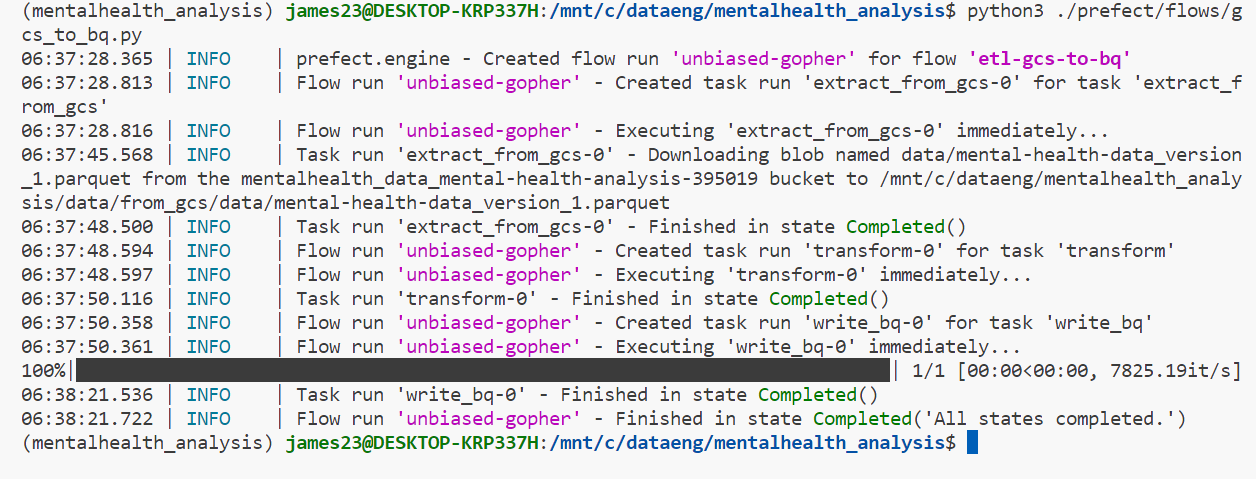 (mentalhealth_analysis) james23@DESKTOP-KRP337H:/mnt/c/dataeng/mentalhealth_analysis$ python3 ./prefect/flows/g
cs_to_bq.py
06:37:28.365 | INFO    | prefect.engine - Created flow run 'unbiased-gopher' for flow 'etl-gcs-to-bq'
06:37:28.813 | INFO    | Flow run 'unbiased-gopher' - Created task run 'extract_from_gcs-0' for task 'extract_f
rom_gcs'
06:37:28.816 | INFO    | Flow run 'unbiased-gopher' - Executing 'extract_from_gcs-0' immediately...
06:37:45.568 | INFO    | Task run 'extract_from_gcs-0' - Downloading blob named data/mental-health-data_version
_1.parquet from the mentalhealth_data_mental-health-analysis-395019 bucket to /mnt/c/dataeng/mentalhealth_analy
sis/data/from_gcs/data/mental-health-data_version_1.parquet
06:37:48.500 | INFO    | Task run 'extract_from_gcs-0' - Finished in state Completed()
06:37:48.594 | INFO    | Flow run 'unbiased-gopher' - Created task run 'transform-0' for task 'transform'
06:37:48.597 | INFO    | Flow run 'unbiased-gopher' - Executing 'transform-0' immediately...
06:37:50.116 | INFO    | Task run 'transform-0' - Finished in state Completed()
06:37:50.358 | INFO    | Flow run 'unbiased-gopher' - Created task run 'write_bq-0' for task 'write_bq'
06:37:50.361 | INFO    | Flow run 'unbiased-gopher' - Executing 'write_bq-0' immediately...
100%|| 1/1 [00:00<00:00, 7825.19it/s]
06:38:21.536 | INFO    | Task run 'write_bq-0' - Finished in state Completed()
06:38:21.722 | INFO    | Flow run 'unbiased-gopher' - Finished in state Completed('All states completed.')
(mentalhealth_analysis) james23@DESKTOP-KRP337H:/mnt/c/dataeng/mentalhealth_analysis$